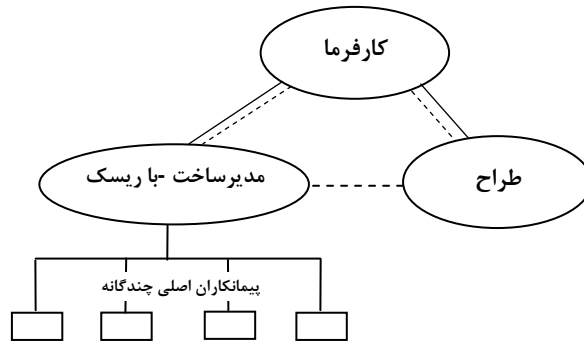 کارفرما
مدیرساخت -با ریسک
طراح
پیمانکاران اصلی چندگانه